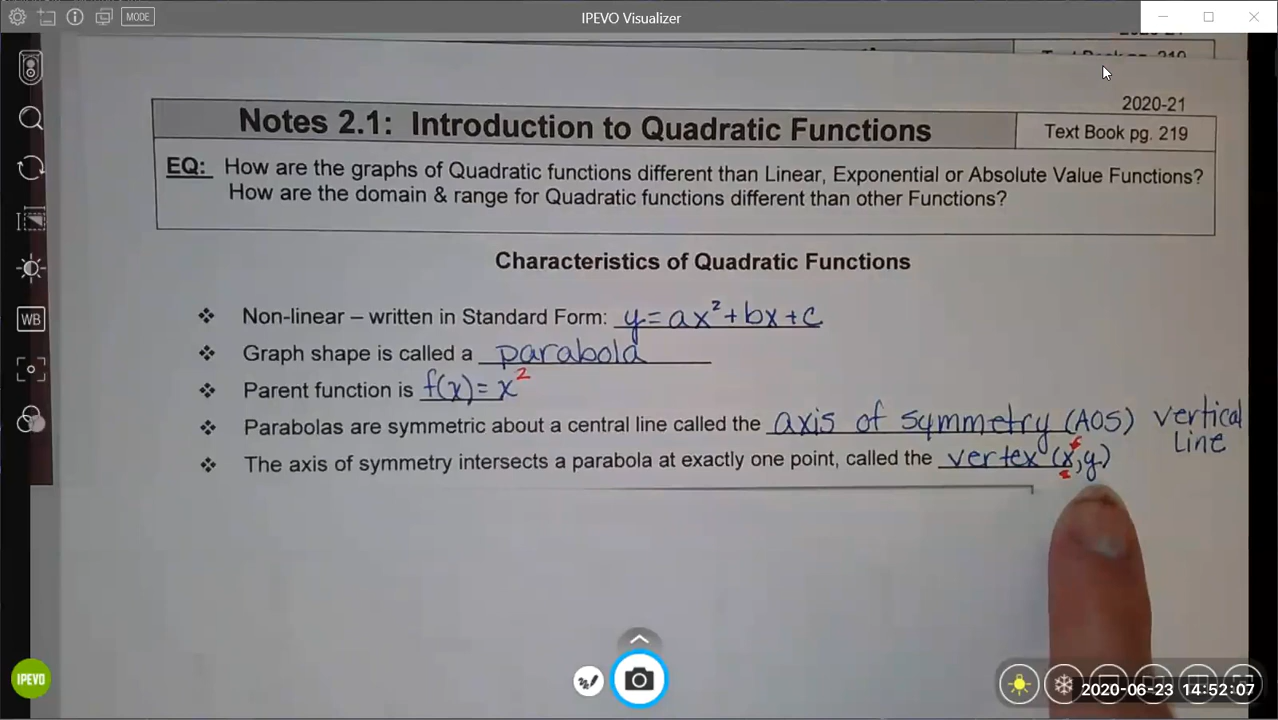 MODE
IPEVO Visualizer
2020-21
Notes 2.1: Introduction to Quadratic Functions
Text Book pg. 219
EQ: How are the graphs of Quadratic functions different than Linear, Exponential or Absolute Value Functions?
How are the domain & range for Quadratic functions different than other Functions?
Characteristics of Quadratic Functions
❖ Non-linear – written in Standard Form: y = ax² + bx + c
❖ Graph shape is called a parabola
❖ Parent function is f(x) = x²
❖ Parabolas are symmetric about a central line called the axis of symmetry (AOS) vertical
line
❖ The axis of symmetry intersects a parabola at exactly one point, called the vertex (x,y)
WB
IPEVO
2020-06-23 14:52:07